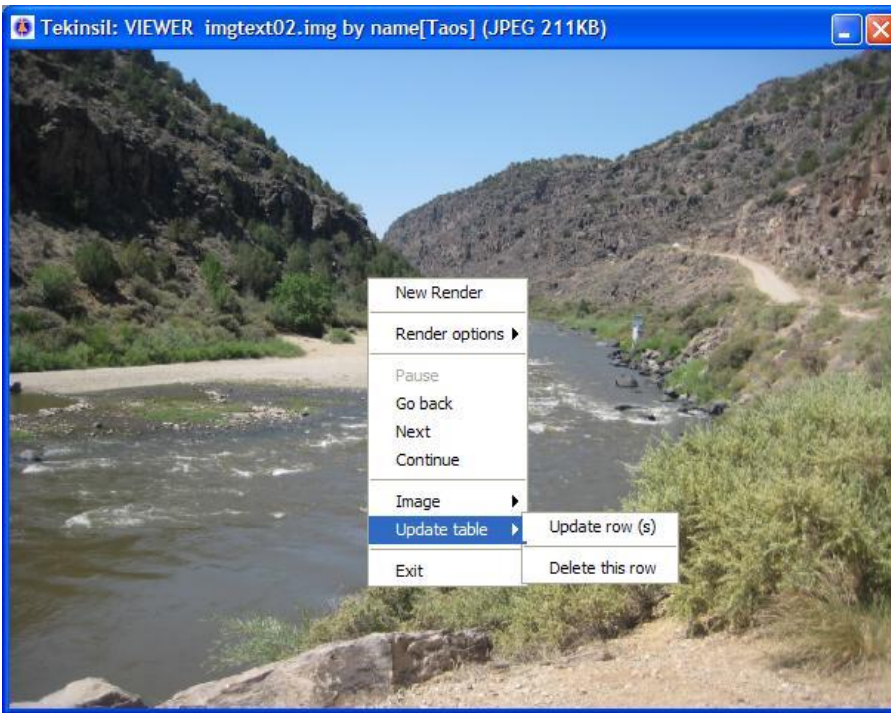 Tekinsil: VIEWER imgtext02.img by name[Taos] (JPEG 211KB)
New Render
Render options
Pause
Go back
Next
Continue
Image
Update table
Exit
Update row (s)
Delete this row